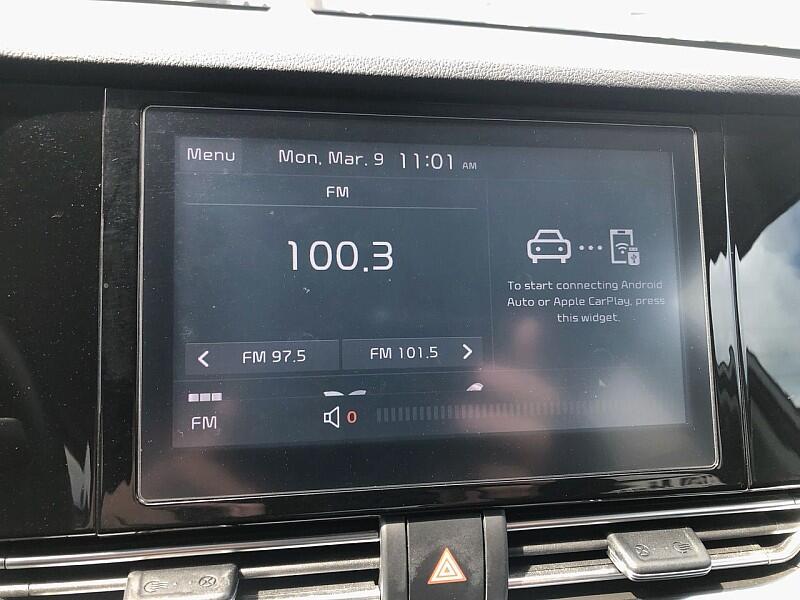 Menu Mon, Mar. 9 11:01 AM
FM
100.3
To start connecting Android
Auto or Apple CarPlay, press
this widget.
FM 97.5 FM 101.5
FM 0